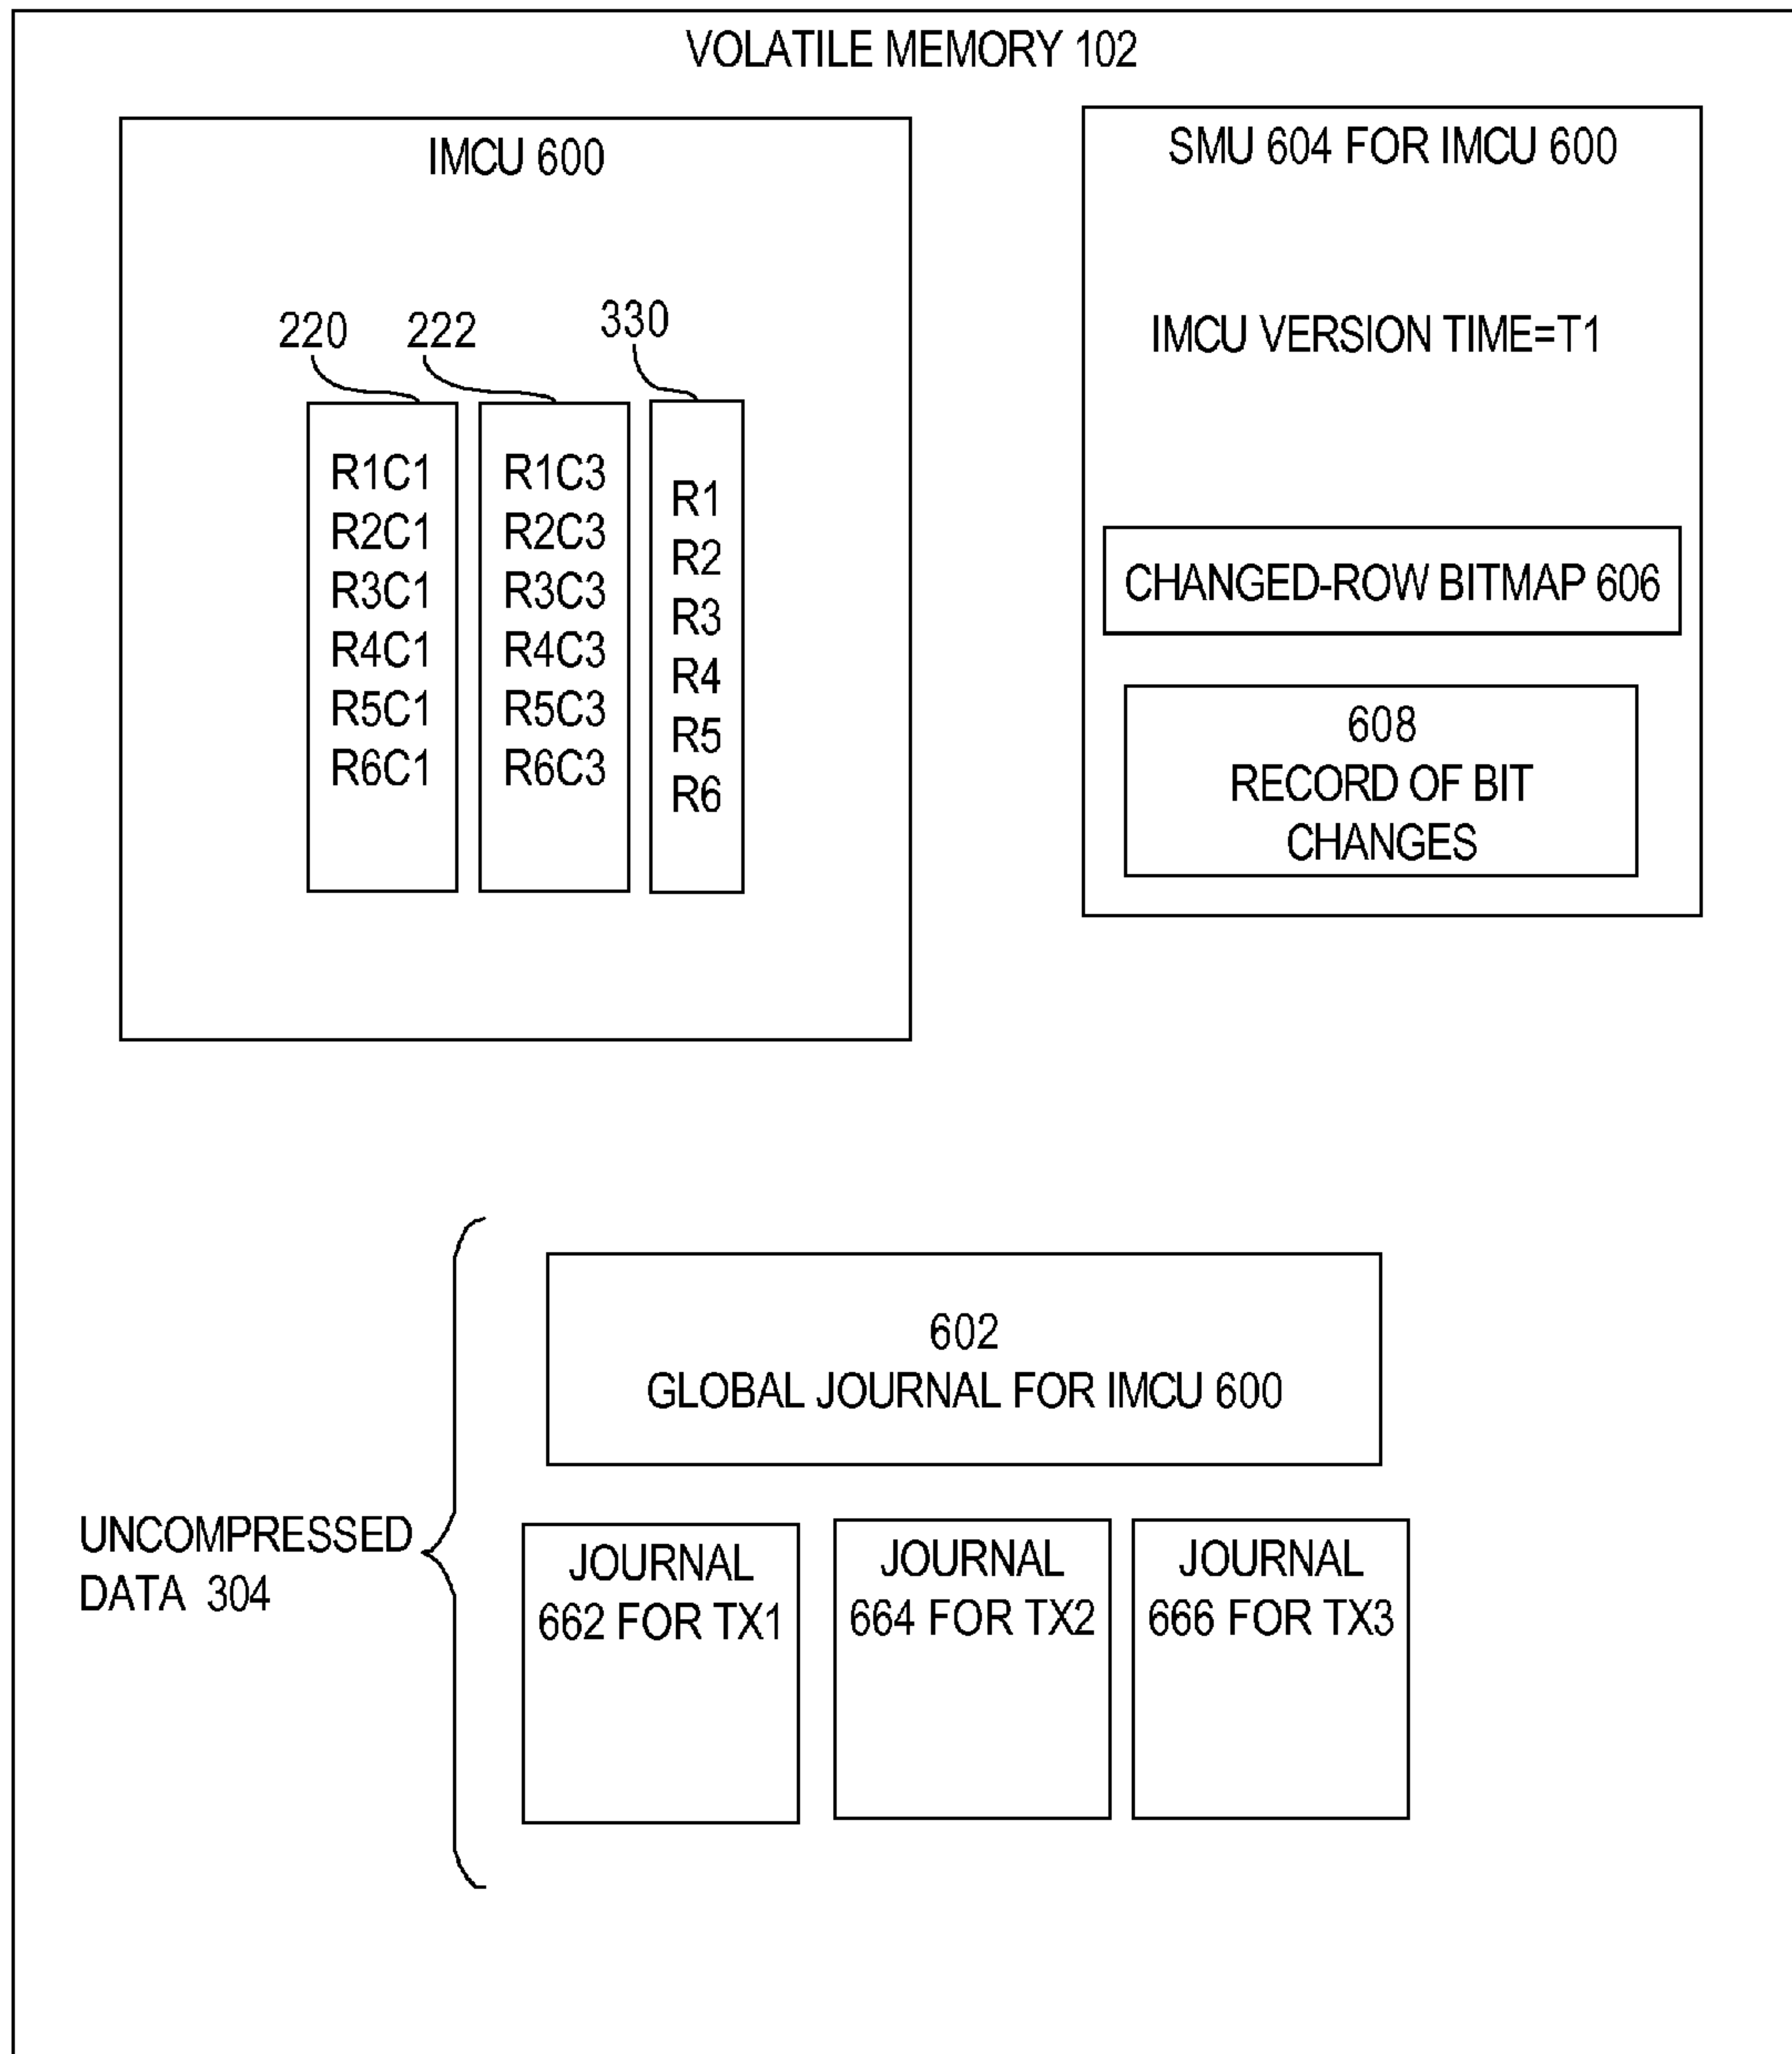 VOLATILE MEMORY 102
IMCU 600
220
222
330
R1C1
R2C1
R3C1
R4C1
R5C1
R6C1
R1C3
R2C3
R3C3
R4C3
R5C3
R6C3
R1
R2
R3
R4
R5
R6
SMU 604 FOR IMCU 600
IMCU VERSION TIME=T1
CHANGED-ROW BITMAP 606
608
RECORD OF BIT
CHANGES
UNCOMPRESSED
DATA 304
602
GLOBAL JOURNAL FOR IMCU 600
JOURNAL
662 FOR TX1
JOURNAL
664 FOR TX2
JOURNAL
666 FOR TX3